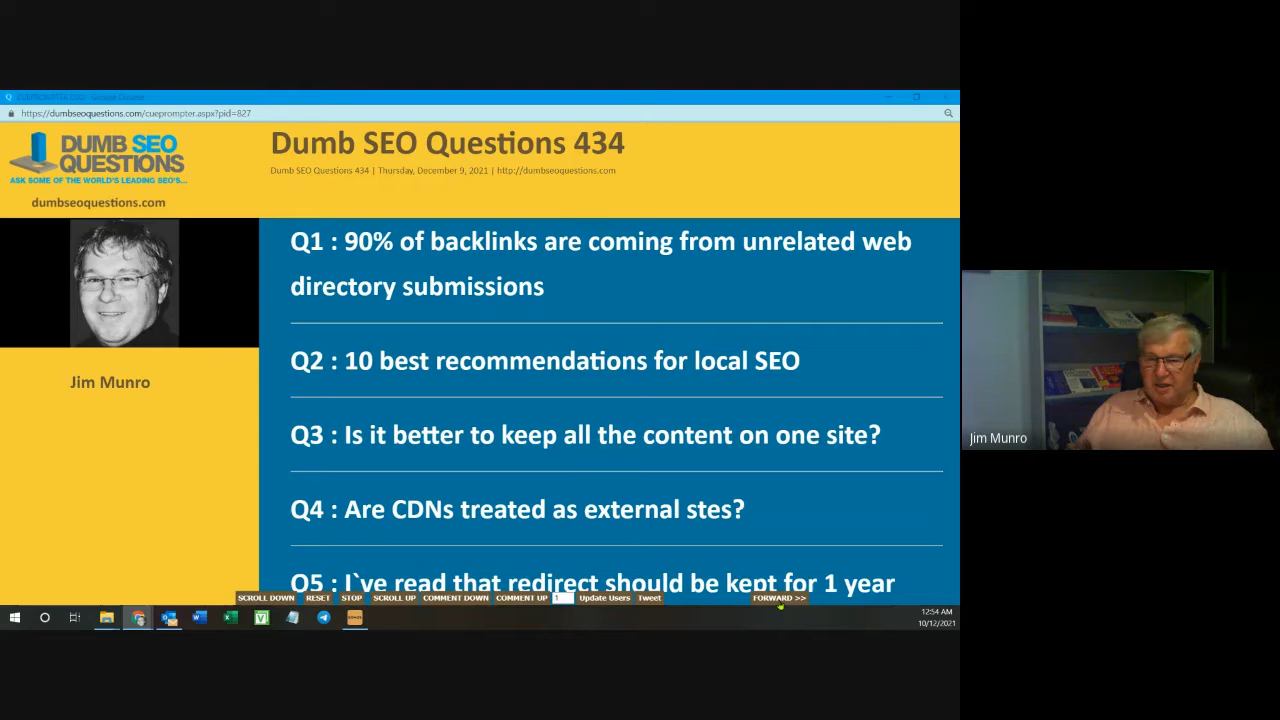 https://dumbseoquestions.com/cueprompter.aspx?pid=827
DUMB SEO
QUESTIONS
ASK SOME OF THE WORLD'S LEADING SEO'S...
dumbseoquestions.com
Dumb SEO Questions 434
Dumb SEO Questions 434 | Thursday, December 9, 2021 | http://dumbseoquestions.com
Jim Munro
Q1 : 90% of backlinks are coming from unrelated web
directory submissions
Q2 : 10 best recommendations for local SEO
Q3 : Is it better to keep all the content on one site?
Q4 : Are CDNs treated as external stes?
Q5 : I`ve read that redirect should be kept for 1 year
SCROLL DOWN RESET STOP SCROLL UP COMMENT DOWN COMMENT UP 1 Update Users Tweet FORWARD >>
12:54 AM
10/12/2021
Jim Munro